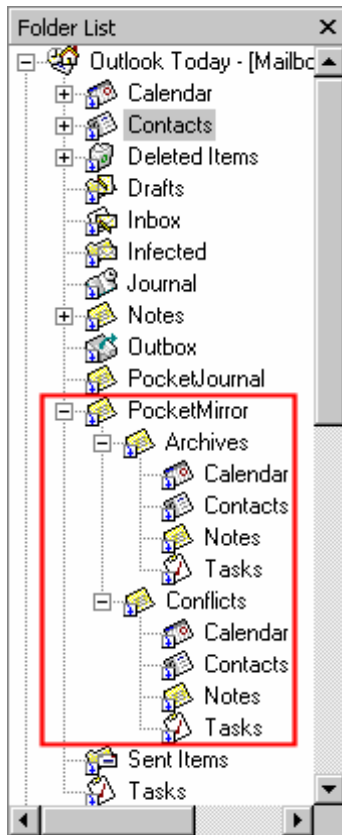 Folder List
Outlook Today - [Mailbo
Calendar
Contacts
Deleted Items
Drafts
Inbox
Infected
Journal
Notes
Outbox
PocketJournal
PocketMirror
Archives
Calendar
Contacts
Notes
Tasks
Conflicts
Calendar
Contacts
Notes
Tasks
Sent Items
Tasks